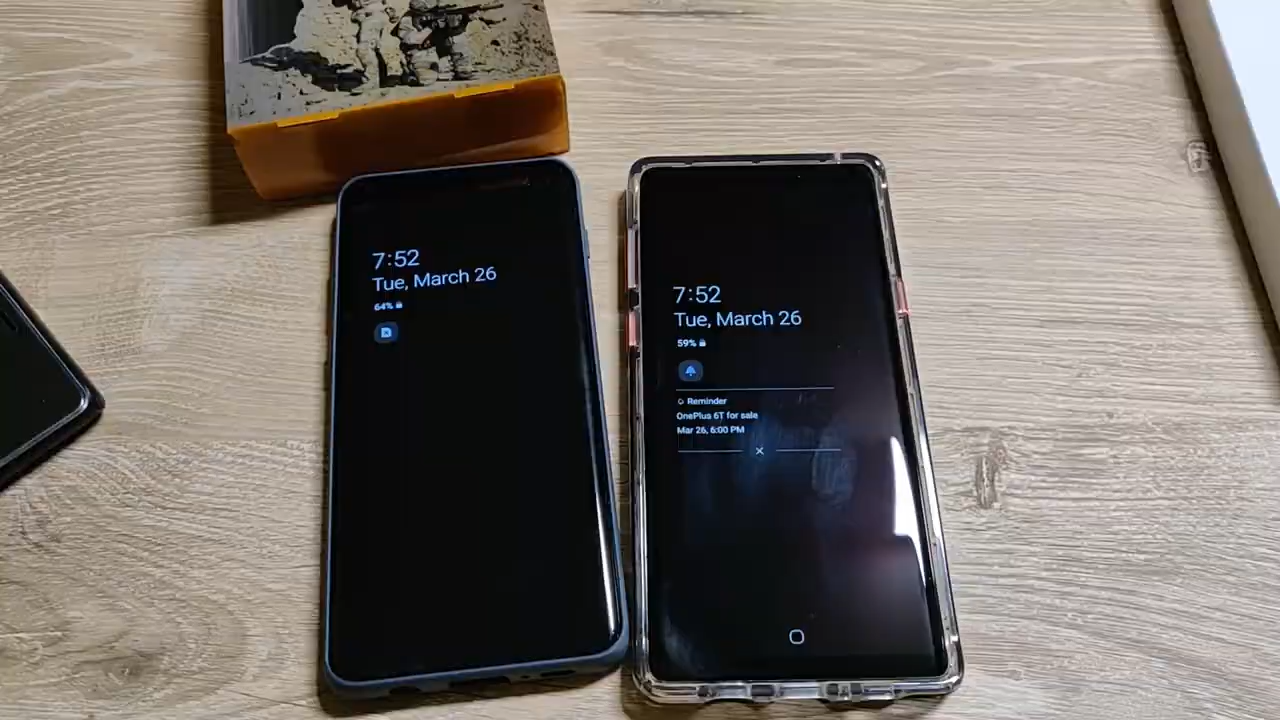 7:52
Tue, March 26
64%
7:52
Tue, March 26
59%
Reminder
OnePlus 6T for sale
Mar 26, 6:00 PM